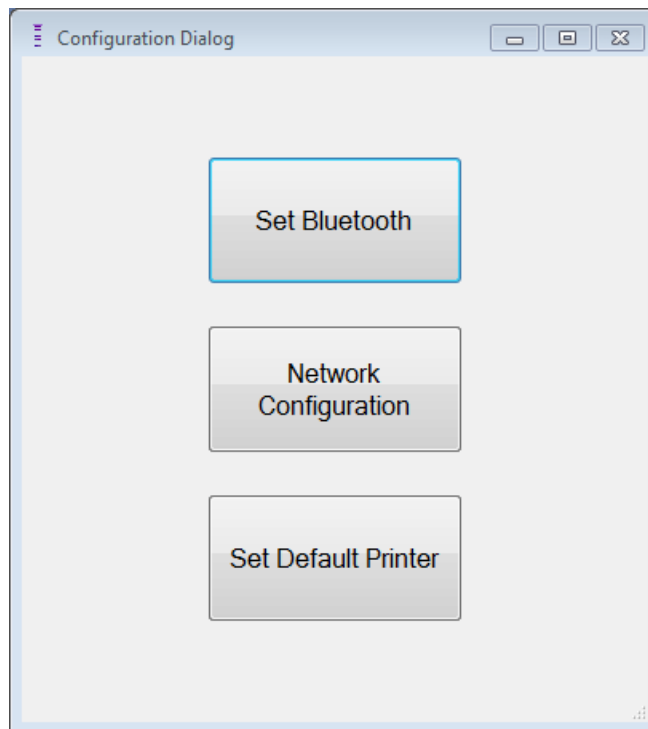 Configuration Dialog
Set Bluetooth
Network
Configuration
Set Default Printer